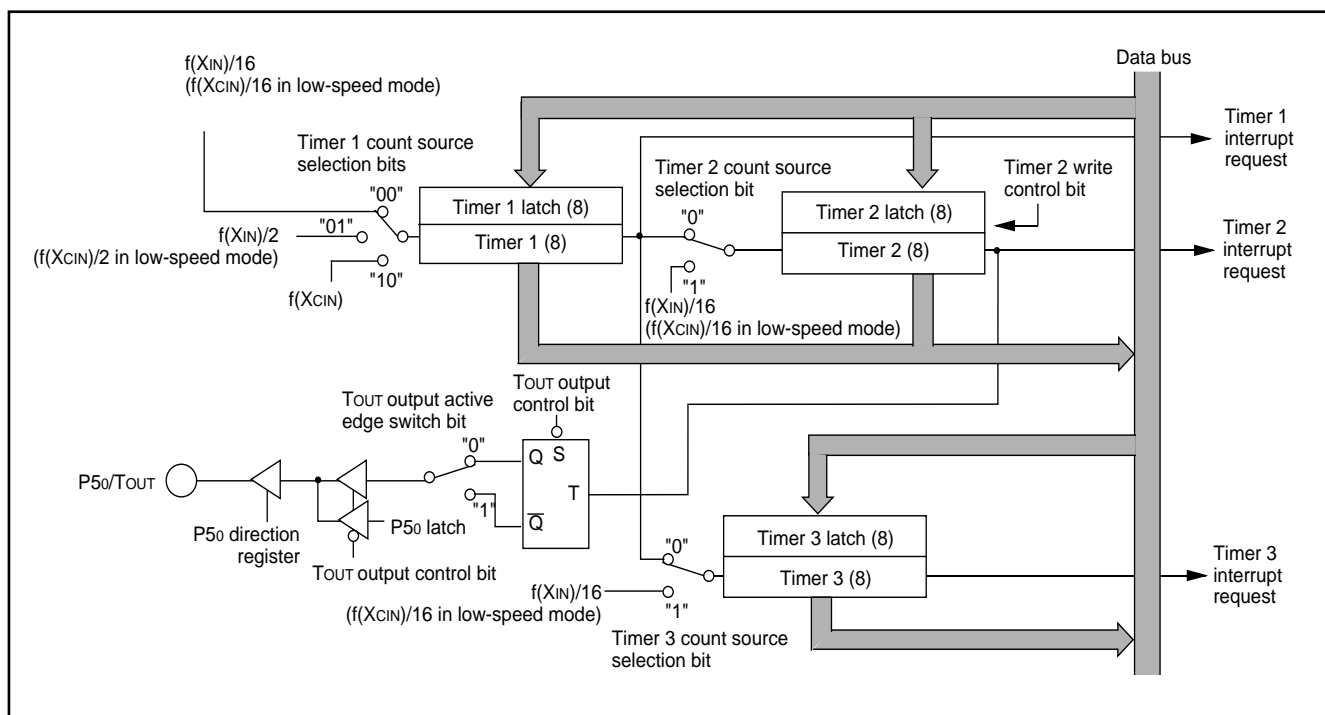 f(XIN)/16
(f(XCIN)/16 in low-speed mode)
Data bus
Timer 1
interrupt
request
Timer 1 count source
selection bits
Timer 2 count source
selection bit
Timer 2 write
control bit
"00"
Timer 1 latch (8)
"0"
Timer 2 latch (8)
Timer 2
interrupt
request
"01"
f(XIN)/2
(f(XCIN)/2 in low-speed mode)
Timer 1 (8)
Timer 2 (8)
"10"
f(XCIN)
"1"
f(XIN)/16
(f(XCIN)/16 in low-speed mode)
TOUT output
control bit
TOUT output active
edge switch bit
"0"
Q
S
T
P50/TOUT
"1"
Q̅
P50 latch
P50 direction
register
TOUT output control bit
"0"
Timer 3 latch (8)
Timer 3 (8)
Timer 3
interrupt
request
f(XIN)/16
(f(XCIN)/16 in low-speed mode)
"1"
Timer 3 count source
selection bit